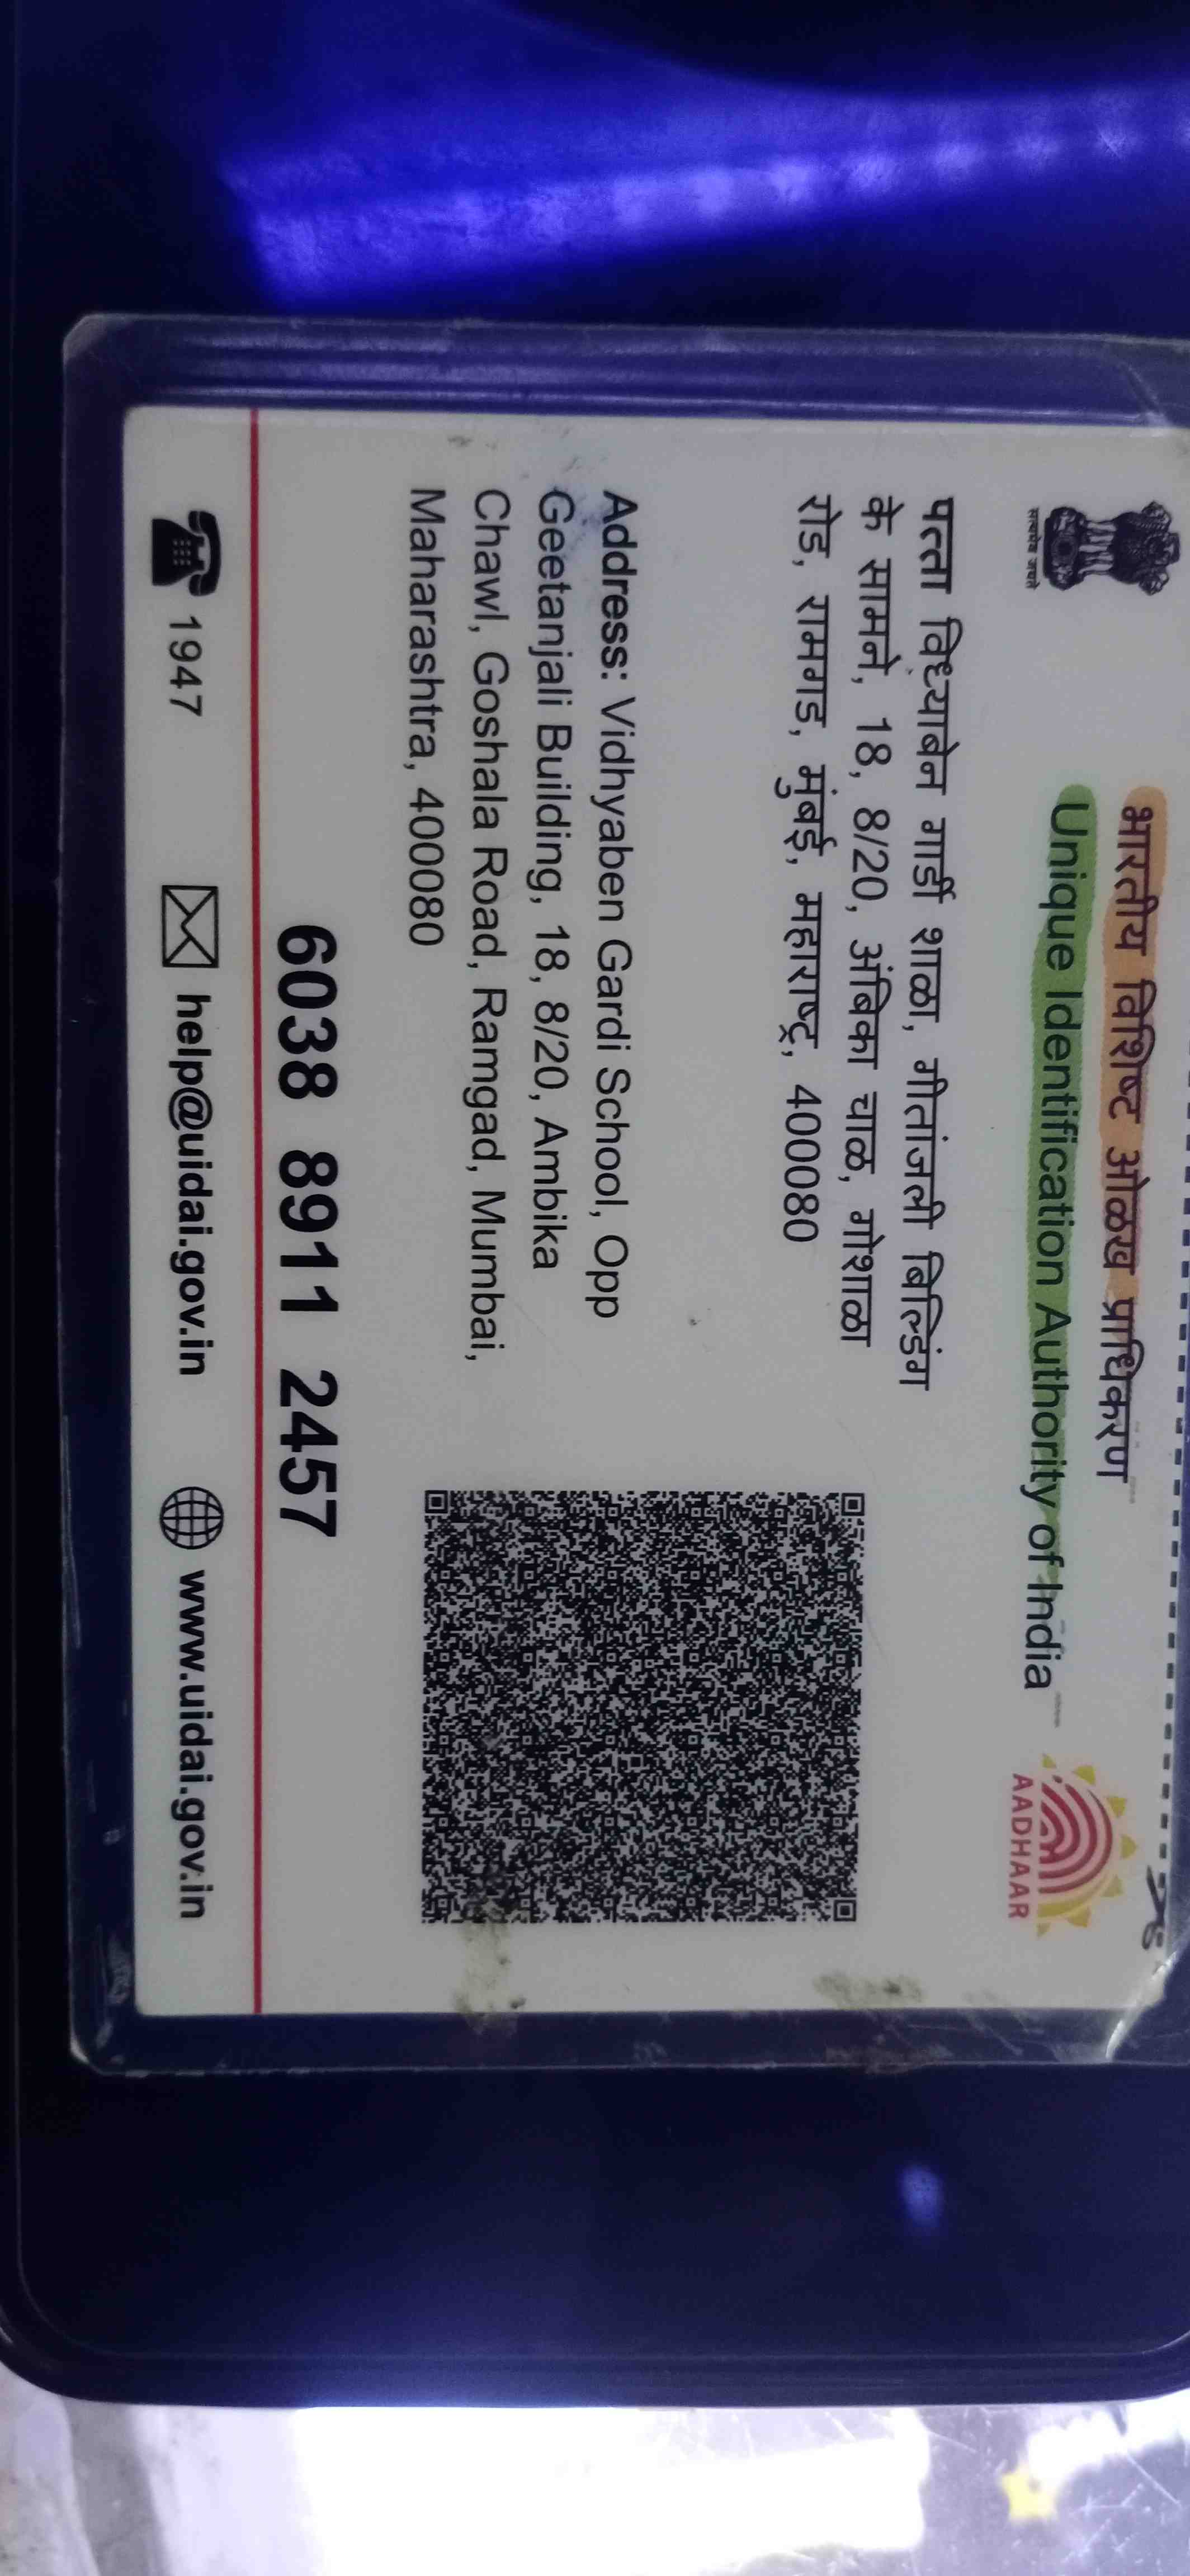 सत्यमेव जयते
भारतीय विशिष्ट ओळख प्राधिकरण
Unique Identification Authority of India
AADHAAR
पत्ता विध्याबेन गार्डी शाळा, गीतांजली बिल्डिंग
के सामने, 18, 8/20, अंबिका चाळ, गोशाळा
रोड, रामगड, मुंबई, महाराष्ट्र, 400080
Address: Vidhyaben Gardi School, Opp
Geetanjali Building, 18, 8/20, Ambika
Chawl, Goshala Road, Ramgad, Mumbai,
Maharashtra, 400080
6038 8911 2457
1947
help@uidai.gov.in
www.uidai.gov.in